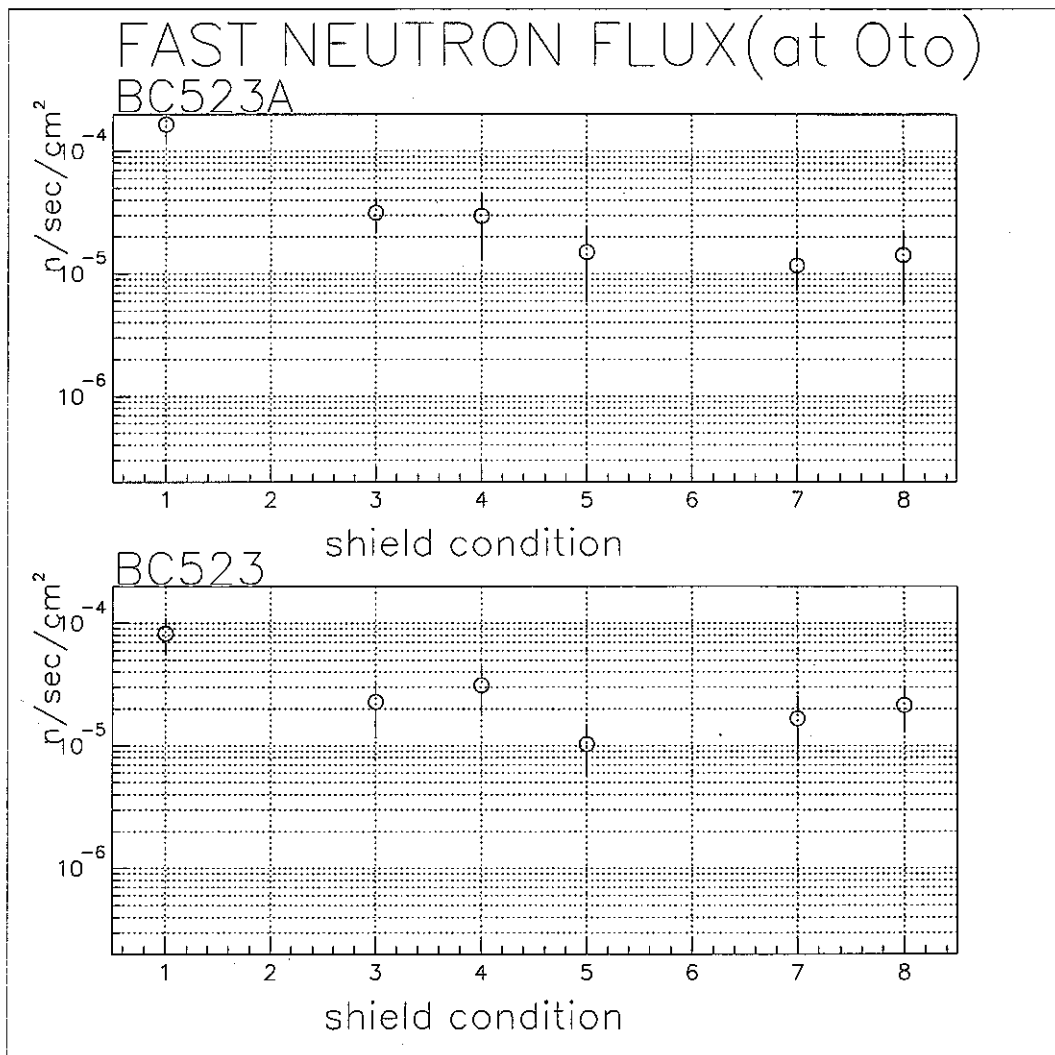 FAST NEUTRON FLUX(at Oto)
BC523A
n/sec/cm²
10⁻⁴
10⁻⁵
10⁻⁶
1 2 3 4 5 6 7 8
shield condition
BC523
n/sec/cm²
10⁻⁴
10⁻⁵
10⁻⁶
1 2 3 4 5 6 7 8
shield condition